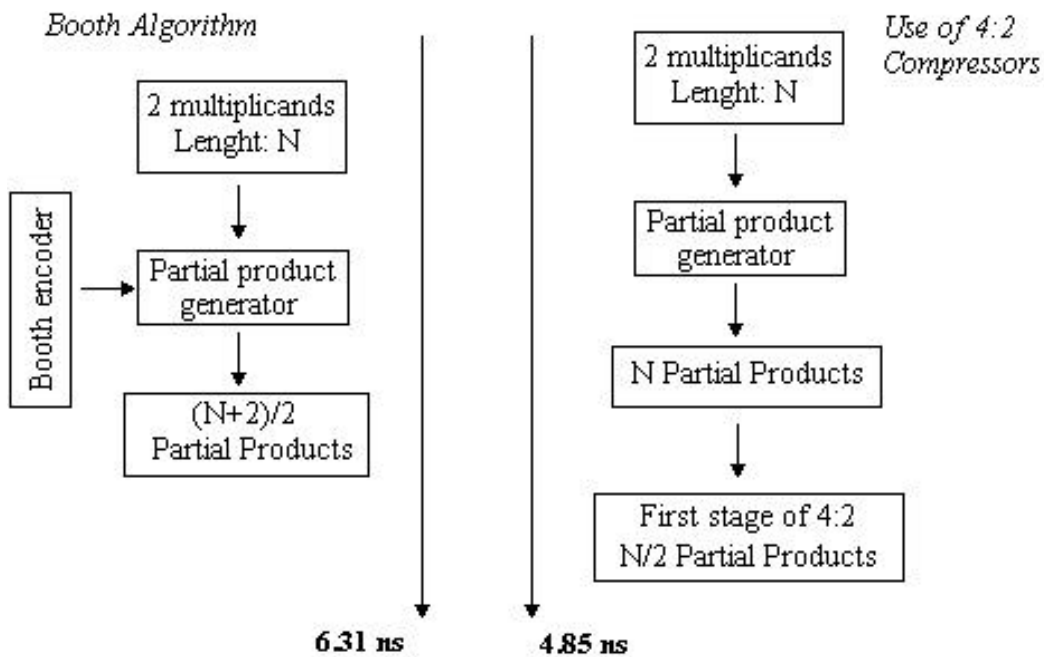 Booth Algorithm
2 multiplicands
Lenght: N
Booth encoder
Partial product
generator
(N+2)/2
Partial Products
6.31 ns
Use of 4:2
Compressors
2 multiplicands
Lenght: N
Partial product
generator
N Partial Products
First stage of 4:2
N/2 Partial Products
4.85 ns